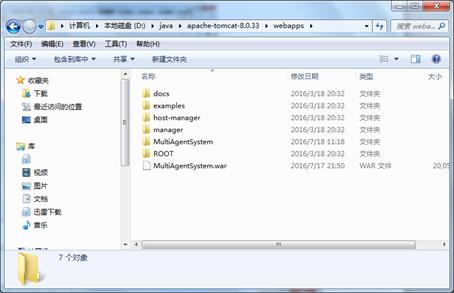 计算机 ▸ 本地磁盘 (D:) ▸ java ▸ apache-tomcat-8.0.33 ▸ webapps ▸
搜索 weba...
文件(F) 编辑(E) 查看(V) 工具(T) 帮助(H)
组织 包含到库中 共享 新建文件夹
收藏夹
下载
最近访问的位置
桌面
库
视频
图片
文档
迅雷下载
音乐
名称 修改日期 类型 大小
docs 2016/3/18 20:32 文件夹
examples 2016/3/18 20:32 文件夹
host-manager 2016/3/18 20:32 文件夹
manager 2016/3/18 20:32 文件夹
MultiAgentSystem 2016/7/18 11:18 文件夹
ROOT 2016/3/18 20:32 文件夹
MultiAgentSystem.war 2016/7/17 21:50 WAR 文件 20,05
7 个对象